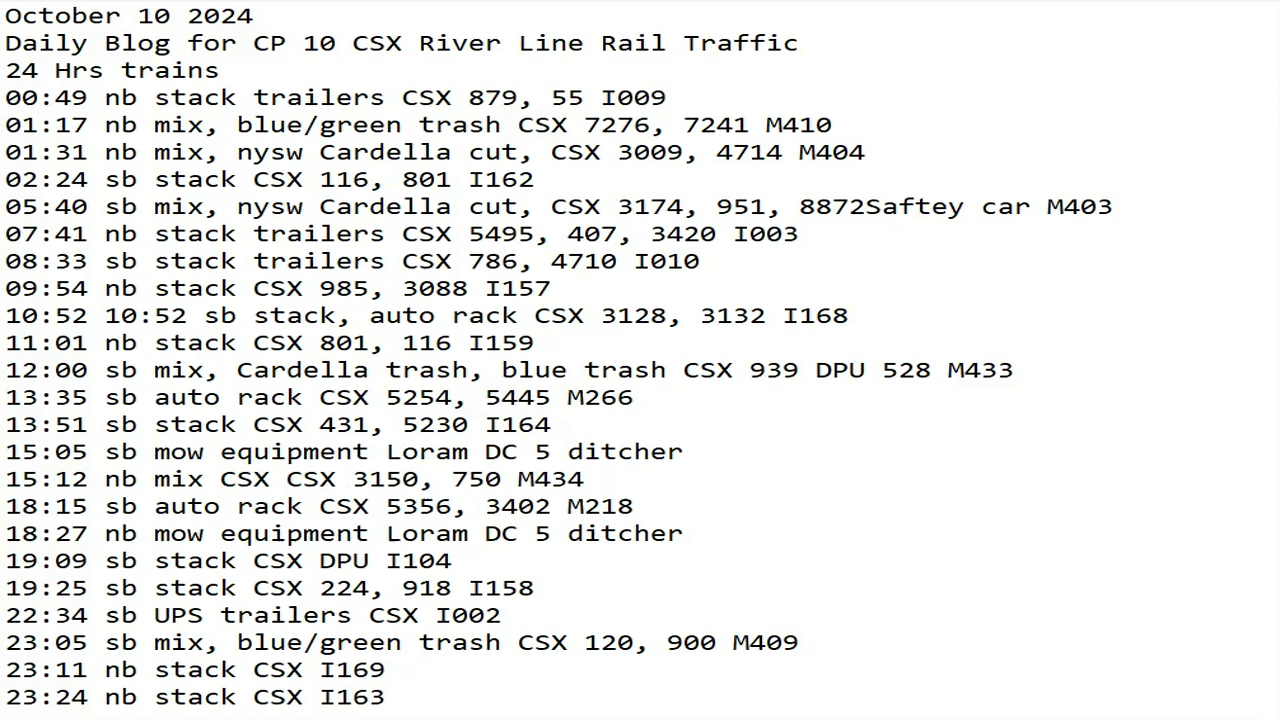 October 10 2024
Daily Blog for CP 10 CSX River Line Rail Traffic
24 Hrs trains
00:49 nb stack trailers CSX 879, 55 I009
01:17 nb mix, blue/green trash CSX 7276, 7241 M410
01:31 nb mix, nysw Cardella cut, CSX 3009, 4714 M404
02:24 sb stack CSX 116, 801 I162
05:40 sb mix, nysw Cardella cut, CSX 3174, 951, 8872Saftey car M403
07:41 nb stack trailers CSX 5495, 407, 3420 I003
08:33 sb stack trailers CSX 786, 4710 I010
09:54 nb stack CSX 985, 3088 I157
10:52 10:52 sb stack, auto rack CSX 3128, 3132 I168
11:01 nb stack CSX 801, 116 I159
12:00 sb mix, Cardella trash, blue trash CSX 939 DPU 528 M433
13:35 sb auto rack CSX 5254, 5445 M266
13:51 sb stack CSX 431, 5230 I164
15:05 sb mow equipment Loram DC 5 ditcher
15:12 nb mix CSX CSX 3150, 750 M434
18:15 sb auto rack CSX 5356, 3402 M218
18:27 nb mow equipment Loram DC 5 ditcher
19:09 sb stack CSX DPU I104
19:25 sb stack CSX 224, 918 I158
22:34 sb UPS trailers CSX I002
23:05 sb mix, blue/green trash CSX 120, 900 M409
23:11 nb stack CSX I169
23:24 nb stack CSX I163